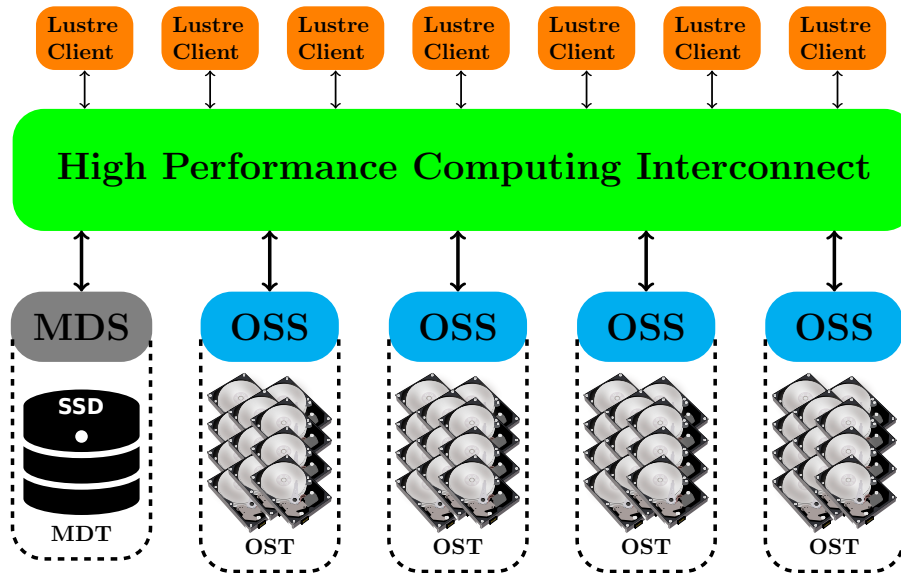 Lustre
Client
Lustre
Client
Lustre
Client
Lustre
Client
Lustre
Client
Lustre
Client
Lustre
Client
High Performance Computing Interconnect
MDS
OSS
OSS
OSS
OSS
SSD
MDT
OST
OST
OST
OST